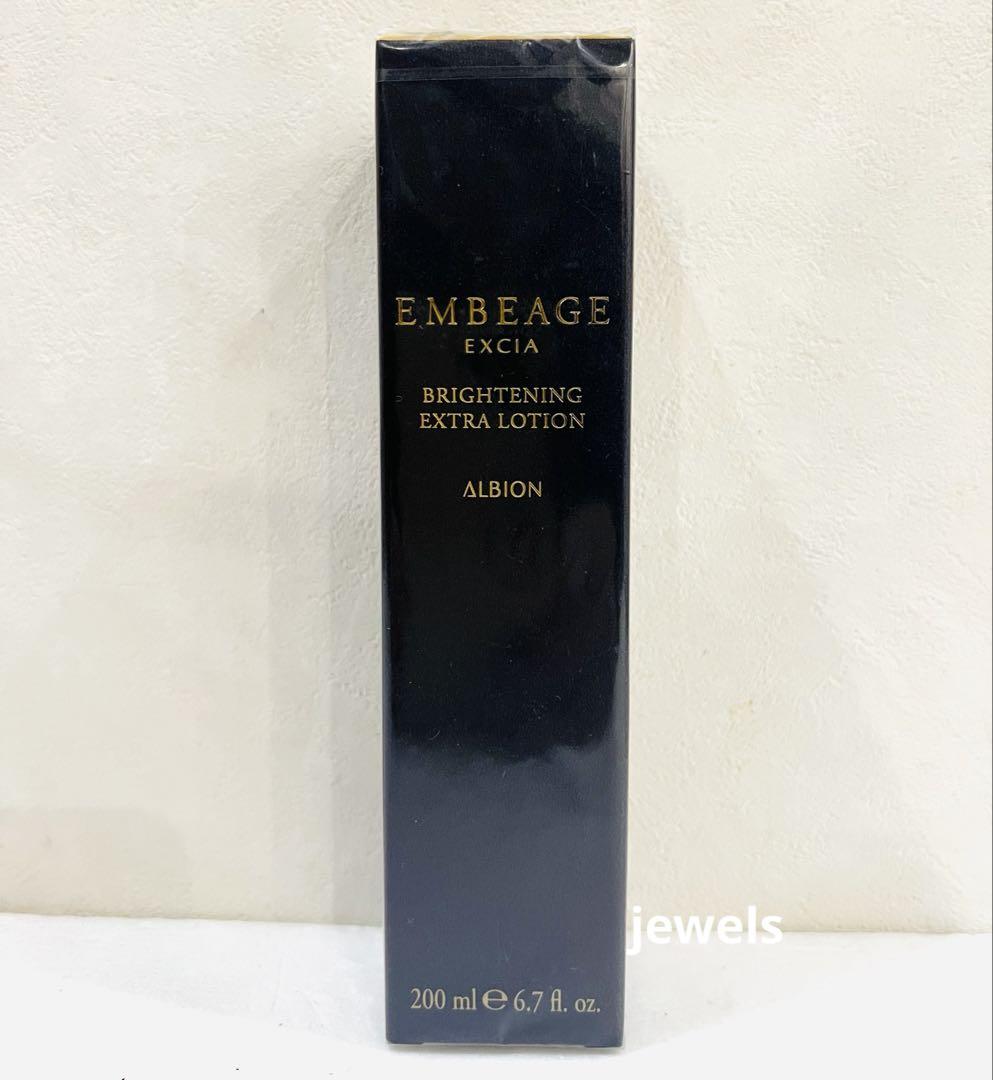 EMBEAGE
EXCIA
BRIGHTENING
EXTRA LOTION
ALBION
jewels
200 ml ℮ 6.7 fl. oz.